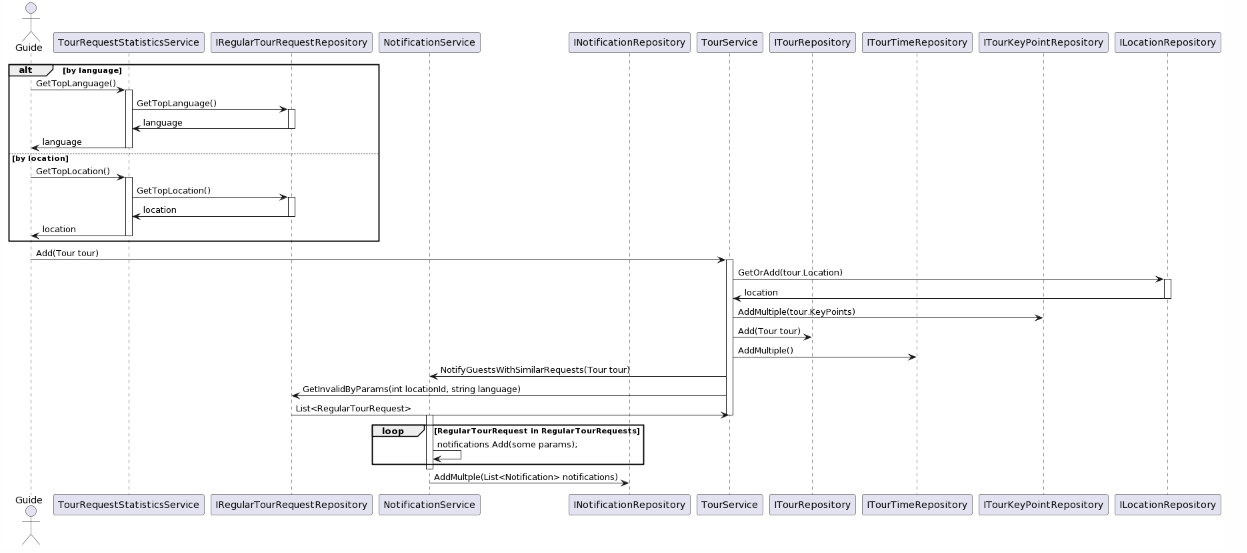 Guide
TourRequestStatisticsService IRegularTourRequestRepository NotificationService INotificationRepository TourService ITourRepository ITourTimeRepository ITourKeyPointRepository ILocationRepository
alt [by language]
GetTopLanguage()
GetTopLanguage()
language
language
[by location]
GetTopLocation()
GetTopLocation()
location
location
Add(Tour tour)
GetOrAdd(tour.Location)
location
AddMultiple(tour.KeyPoints)
Add(Tour tour)
AddMultiple()
NotifyGuestsWithSimilarRequests(Tour tour)
GetInvalidByParams(int locationId, string language)
List<RegularTourRequest>
loop [RegularTourRequest in RegularTourRequests]
notifications.Add(some params);
AddMultple(List<Notification> notifications)
Guide
TourRequestStatisticsService IRegularTourRequestRepository NotificationService INotificationRepository TourService ITourRepository ITourTimeRepository ITourKeyPointRepository ILocationRepository